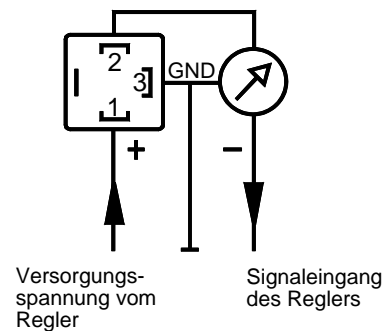 2
3
GND
1
+
−
Versorgungs-
spannung vom
Regler
Signaleingang
des Reglers